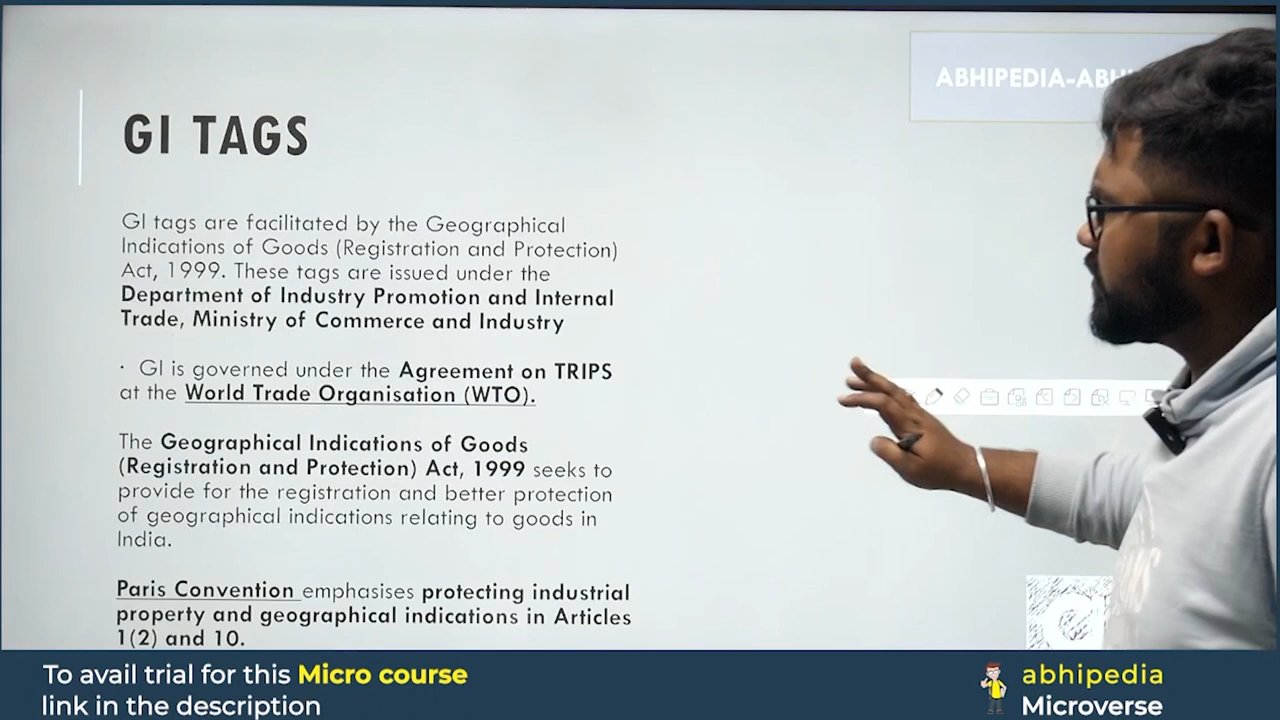 ABHIPEDIA-ABH
GI TAGS
GI tags are facilitated by the Geographical
Indications of Goods (Registration and Protection)
Act, 1999. These tags are issued under the
Department of Industry Promotion and Internal
Trade, Ministry of Commerce and Industry
· GI is governed under the Agreement on TRIPS
at the World Trade Organisation (WTO).
The Geographical Indications of Goods
(Registration and Protection) Act, 1999 seeks to
provide for the registration and better protection
of geographical indications relating to goods in
India.
Paris Convention emphasises protecting industrial
property and geographical indications in Articles
1(2) and 10.
To avail trial for this Micro course
link in the description
abhipedia
Microverse